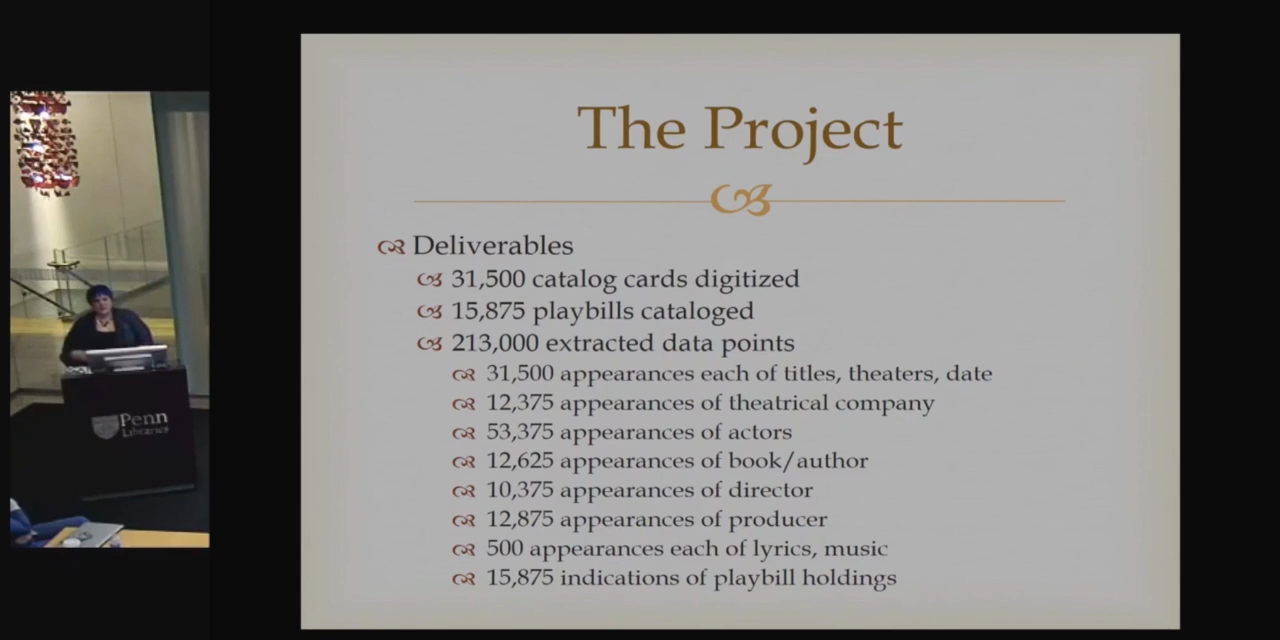 The Project
Deliverables
31,500 catalog cards digitized
15,875 playbills cataloged
213,000 extracted data points
31,500 appearances each of titles, theaters, date
12,375 appearances of theatrical company
53,375 appearances of actors
12,625 appearances of book/author
10,375 appearances of director
12,875 appearances of producer
500 appearances each of lyrics, music
15,875 indications of playbill holdings
Penn
Libraries